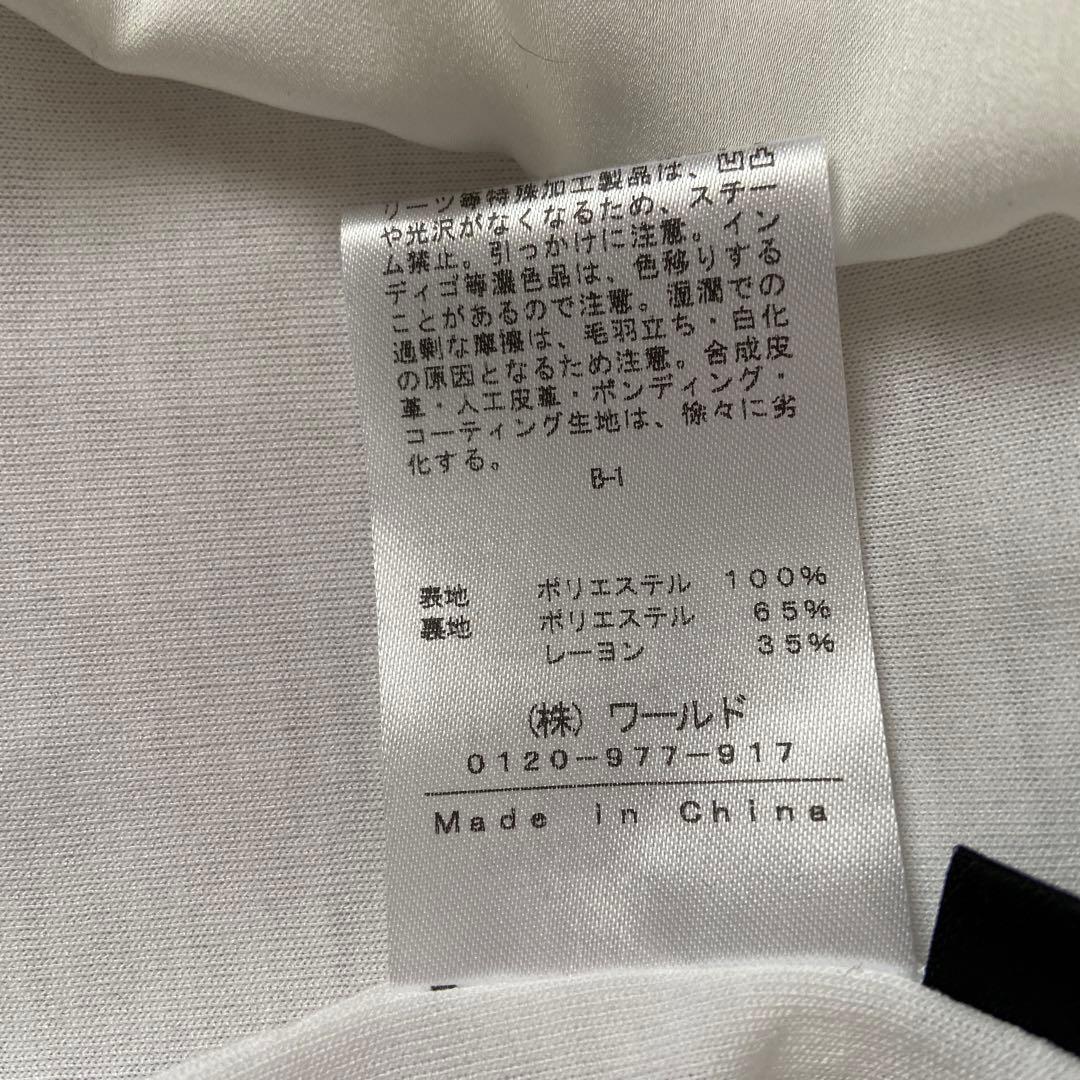 リーツ等特殊加工製品は、凹凸
や光沢がなくなるため、スチー
ム禁止。引っかけに注意。イン
ディゴ等濃色品は、色移りする
ことがあるので注意。湿潤での
過剰な摩擦は、毛羽立ち・白化
の原因となるため注意。合成皮
革・人工皮革・ボンディング・
コーティング生地は、徐々に劣
化する。
B-1
表地 ポリエステル 100%
裏地 ポリエステル 65%
レーヨン 35%
(株) ワールド
0120-977-917
Made in China